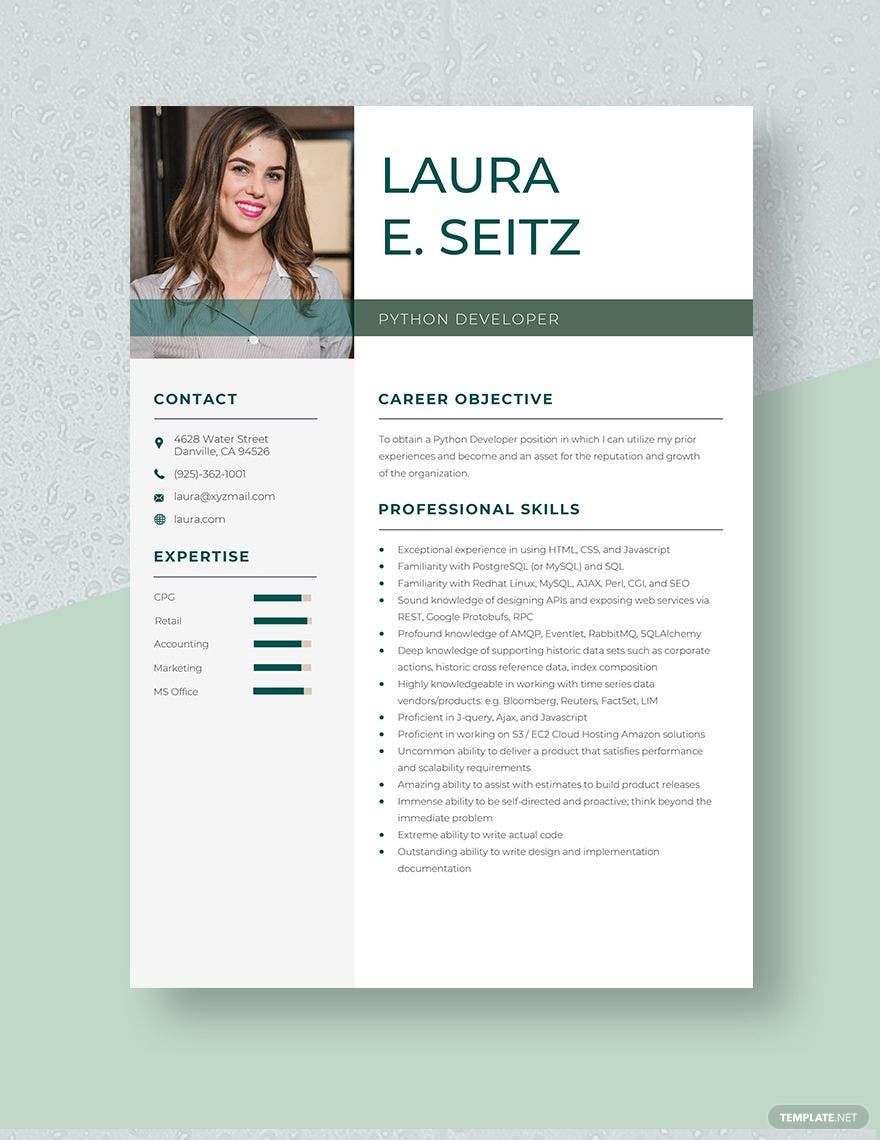 LAURA
E. SEITZ
PYTHON DEVELOPER
CONTACT
4628 Water Street
Danville, CA 94526
(925)-362-1001
laura@xyzmail.com
laura.com
EXPERTISE
CPG
Retail
Accounting
Marketing
MS Office
CAREER OBJECTIVE
To obtain a Python Developer position in which I can utilize my prior
experiences and become and an asset for the reputation and growth
of the organization.
PROFESSIONAL SKILLS
• Exceptional experience in using HTML, CSS, and Javascript
• Familiarity with PostgreSQL (or MySQL) and SQL
• Familiarity with Redhat Linux, MySQL, AJAX, Perl, CGI, and SEO
• Sound knowledge of designing APIs and exposing web services via
REST, Google Protobufs, RPC
• Profound knowledge of AMQP, Eventlet, RabbitMQ, SQLAlchemy
• Deep knowledge of supporting historic data sets such as corporate
actions, historic cross reference data, index composition
• Highly knowledgeable in working with time series data
vendors/products: e.g. Bloomberg, Reuters, FactSet, LIM
• Proficient in J-query, Ajax, and Javascript
• Proficient in working on S3 / EC2 Cloud Hosting Amazon solutions
• Uncommon ability to deliver a product that satisfies performance
and scalability requirements
• Amazing ability to assist with estimates to build product releases
• Immense ability to be self-directed and proactive; think beyond the
immediate problem
• Extreme ability to write actual code
• Outstanding ability to write design and implementation
documentation
TEMPLATE.NET